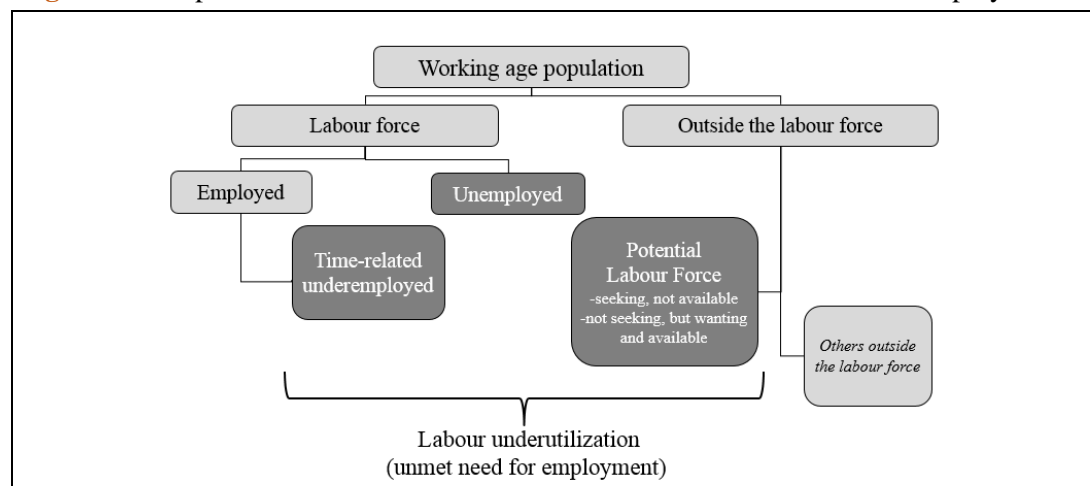 Working age population
Labour force
Outside the labour force
Employed
Unemployed
Time-related
underemployed
Potential
Labour Force
-seeking, not available
-not seeking, but wanting
and available
Others outside
the labour force
Labour underutilization
(unmet need for employment)